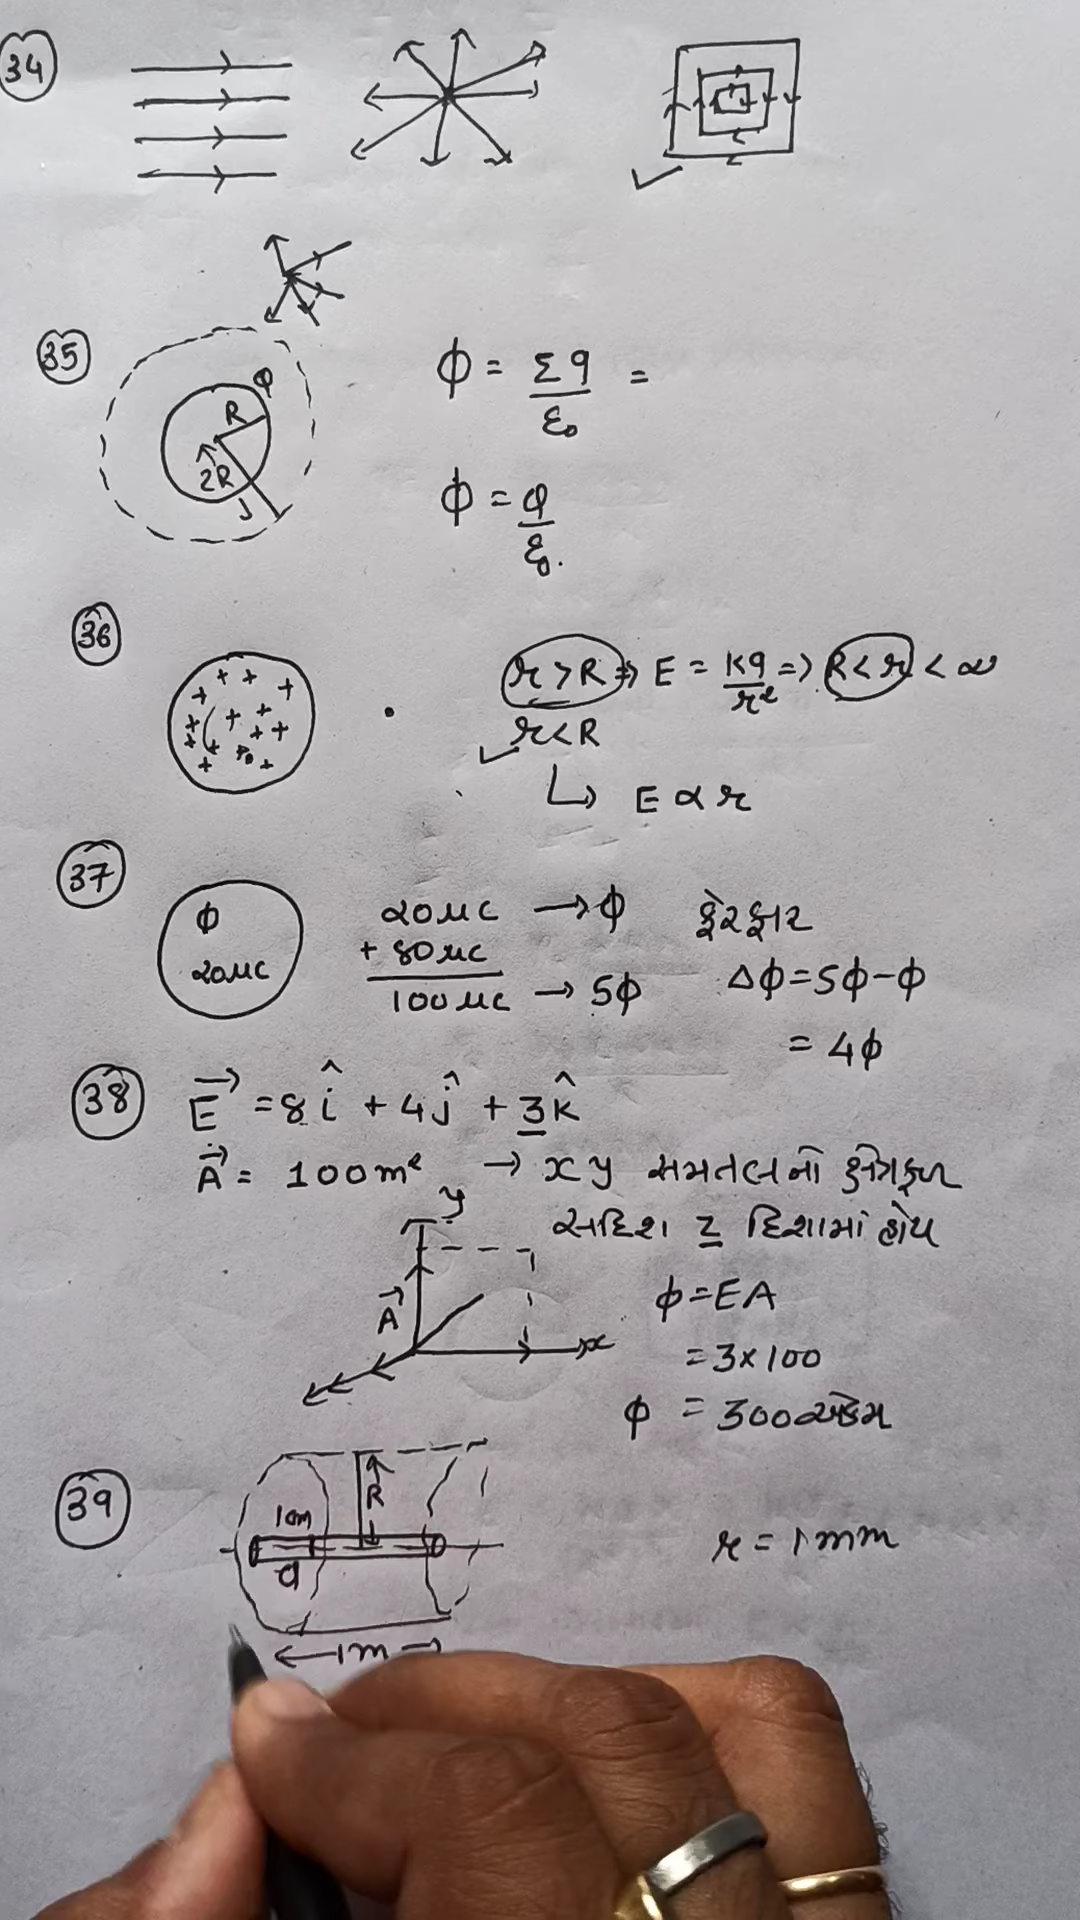 34
35
R
Q
2R
ϕ = Σq/ε₀ =
ϕ = Q/ε₀.
36
r > R ⇒ E = Kq/r² ⇒ R < r < ∞
r < R
↳ E ∝ r
37
ϕ
20μC
20μC → ϕ ફેરફાર
+ 80μC
100μC → 5ϕ Δϕ = 5ϕ - ϕ
= 4ϕ
38
E⃗ = 8î + 4ĵ + 3k̂
A⃗ = 100m² → xy સમતલનો ક્ષેત્રફળ
સદિશ z દિશામાં હોય
y
A⃗
x
ϕ = EA
= 3×100
ϕ = 300 એકમ
39
R
1cm
q
r = 1mm
←1m→